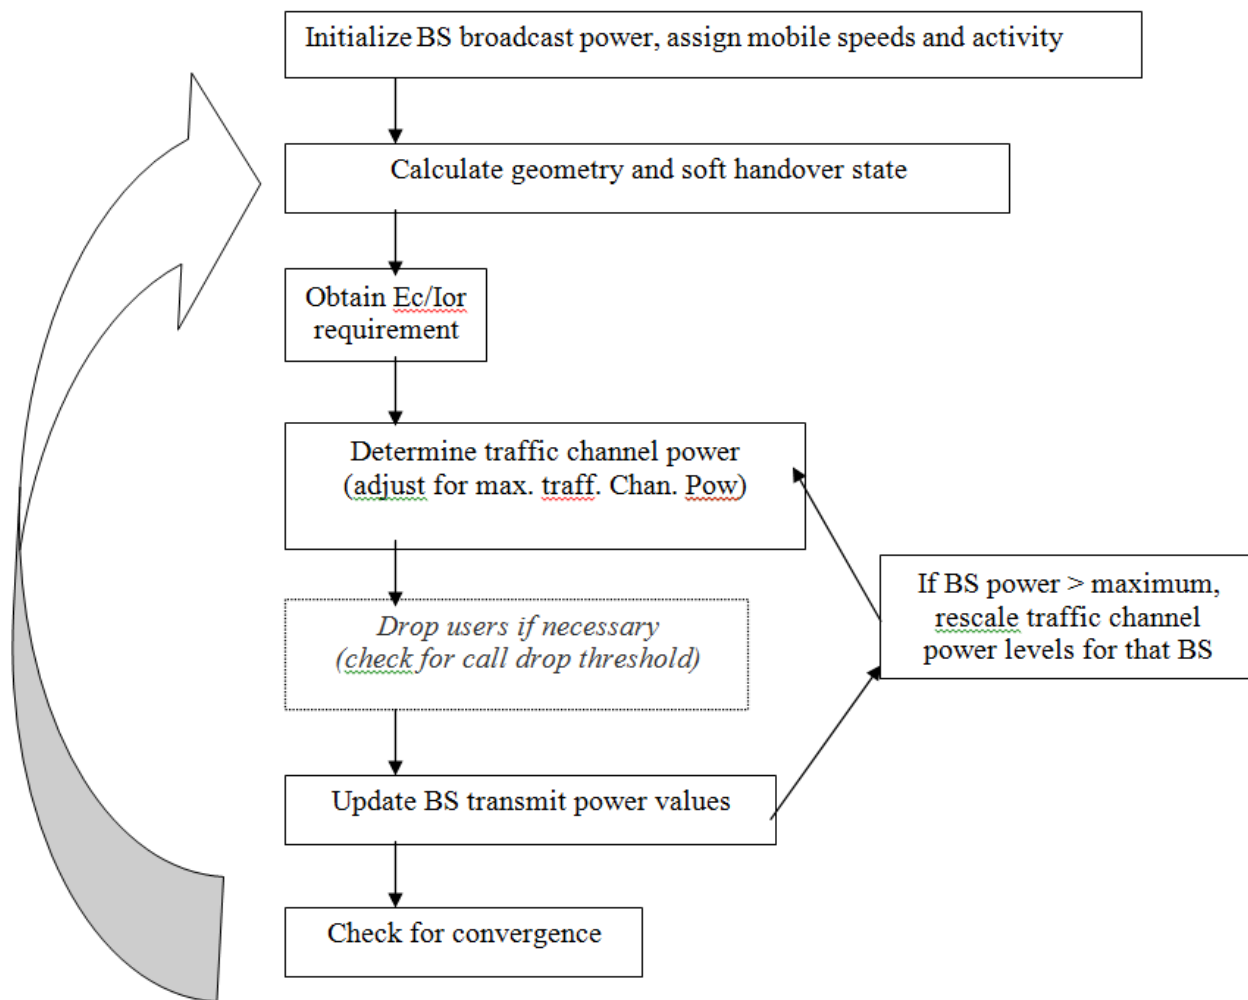 Initialize BS broadcast power, assign mobile speeds and activity
Calculate geometry and soft handover state
Obtain Ec/Ior
requirement
Determine traffic channel power
(adjust for max. traff. Chan. Pow)
Drop users if necessary
(check for call drop threshold)
If BS power > maximum,
rescale traffic channel
power levels for that BS
Update BS transmit power values
Check for convergence